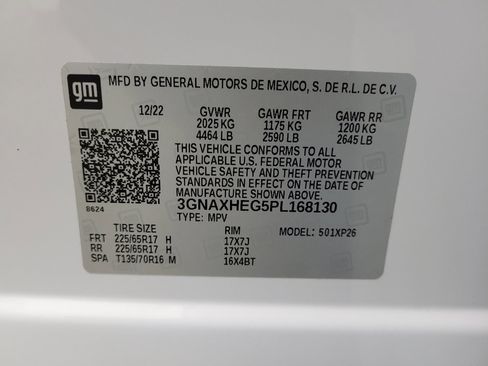 gm
MFD BY GENERAL MOTORS DE MEXICO, S. DE R.L. DE C.V.
12/22 GVWR GAWR FRT GAWR RR
2025 KG 1175 KG 1200 KG
4464 LB 2590 LB 2645 LB
THIS VEHICLE CONFORMS TO ALL
APPLICABLE U.S. FEDERAL MOTOR
VEHICLE SAFETY AND THEFT PREVENTION
STANDARDS IN EFFECT ON THE DATE OF
MANUFACTURE SHOWN ABOVE.
3GNAXHEG5PL168130
8624 TYPE: MPV
TIRE SIZE RIM MODEL: 501XP26
FRT 225/65R17 H 17X7J
RR 225/65R17 H 17X7J
SPA T135/70R16 M 16X4BT